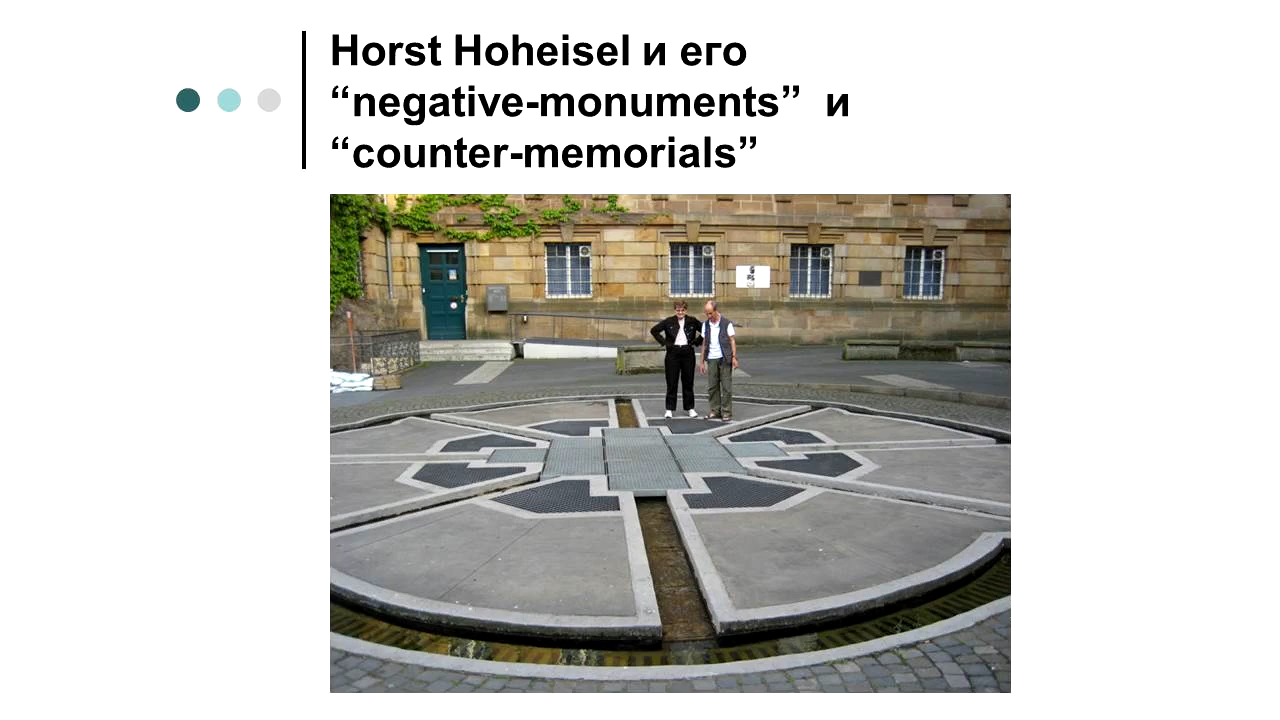 Horst Hoheisel и его
“negative-monuments”  и
“counter-memorials”